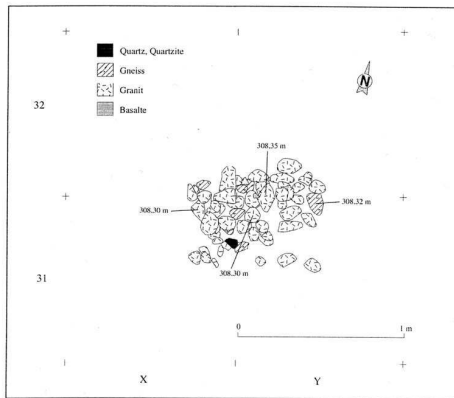 Quartz, Quartzite
Gneiss
Granit
Basalte
N
32
308.35 m
308.30 m
308.32 m
31
308.30 m
0 1 m
X Y